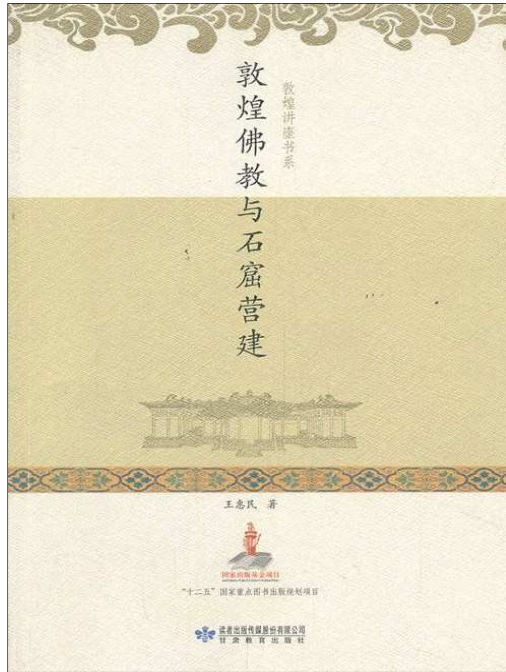 敦煌讲座书系
敦煌佛教与石窟营建
王惠民 著
国家出版基金项目
“十二五”国家重点图书出版规划项目
读者出版传媒股份有限公司
甘肃教育出版社